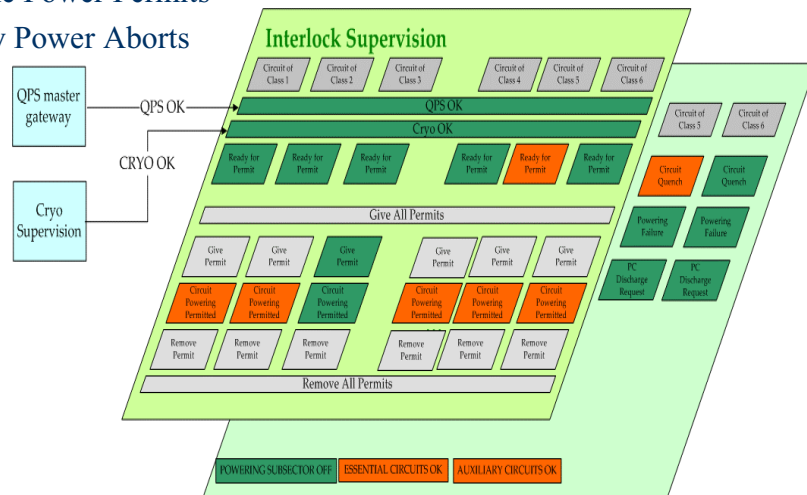 Power Permits
Power Aborts
Interlock Supervision
Circuit of Class 1
Circuit of Class 2
Circuit of Class 3
Circuit of Class 4
Circuit of Class 5
Circuit of Class 6
QPS master gateway
QPS OK
QPS OK
Cryo OK
CRYO OK
Cryo Supervision
Ready for Permit
Ready for Permit
Ready for Permit
Ready for Permit
Ready for Permit
Ready for Permit
Give All Permits
Give Permit
Give Permit
Give Permit
Give Permit
Give Permit
Give Permit
Circuit Powering Permitted
Circuit Powering Permitted
Circuit Powering Permitted
Circuit Powering Permitted
Circuit Powering Permitted
Circuit Powering Permitted
...
Remove Permit
Remove Permit
Remove Permit
Remove Permit
Remove Permit
Remove Permit
Remove All Permits
Circuit of Class 5
Circuit of Class 6
Circuit Quench
Circuit Quench
Powering Failure
Powering Failure
PC Discharge Request
PC Discharge Request
POWERING SUBSECTOR OFF
ESSENTIAL CIRCUITS OK
AUXILIARY CIRCUITS OK